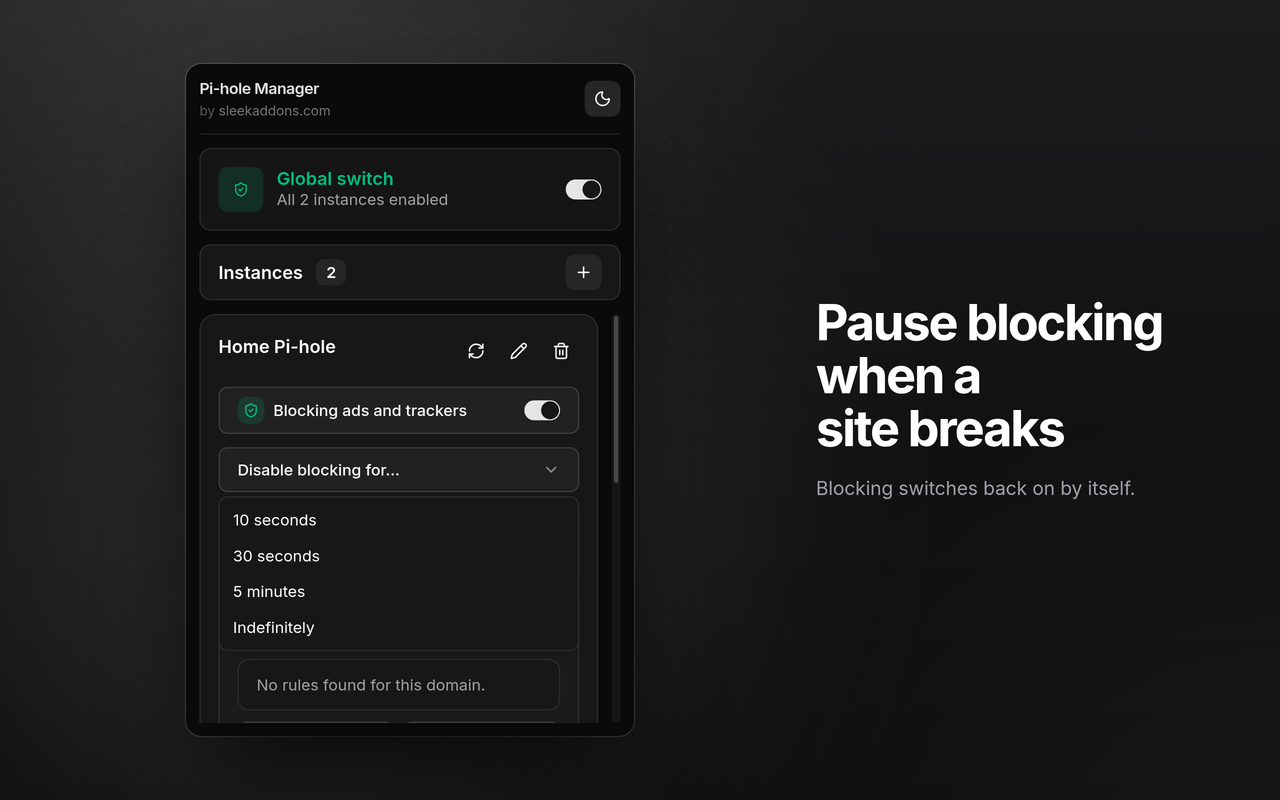 Pi-hole Manager
by sleekaddons.com
Global switch
All 2 instances enabled
Instances 2
Home Pi-hole
Blocking ads and trackers
Disable blocking for...
10 seconds
30 seconds
5 minutes
Indefinitely
No rules found for this domain.
Pause blocking
when a
site breaks
Blocking switches back on by itself.